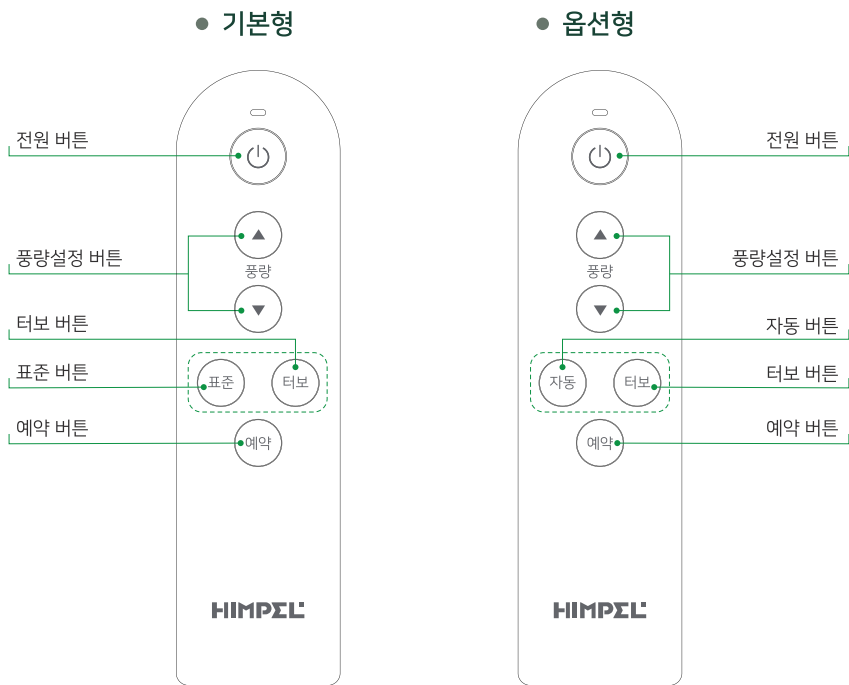 기본형
전원 버튼
풍량설정 버튼
풍량
터보 버튼
표준 버튼
표준
터보
예약 버튼
예약
HIMPEL
옵션형
전원 버튼
풍량설정 버튼
풍량
자동 버튼
자동
터보
터보 버튼
예약 버튼
예약
HIMPEL